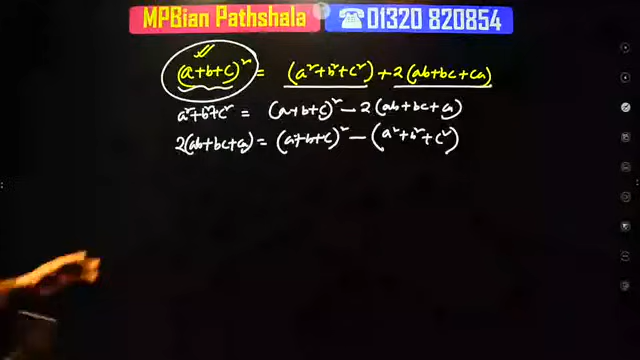 MPBian Pathshala
☎01320 820854
(a+b+c)² = (a²+b²+c²) + 2(ab+bc+ca)
a²+b²+c² = (a+b+c)² − 2(ab+bc+ca)
2(ab+bc+ca) = (a+b+c)² − (a²+b²+c²)